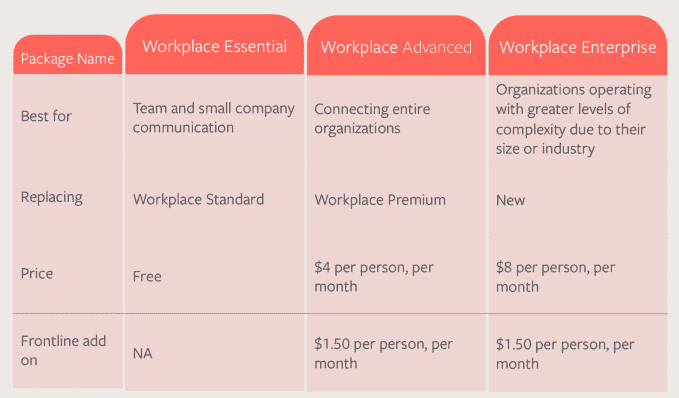 Package Name
Workplace Essential
Workplace Advanced
Workplace Enterprise
Best for
Team and small company
communication
Connecting entire
organizations
Organizations operating
with greater levels of
complexity due to their
size or industry
Replacing
Workplace Standard
Workplace Premium
New
Price
Free
$4 per person, per
month
$8 per person, per
month
Frontline add
on
NA
$1.50 per person, per
month
$1.50 per person, per
month